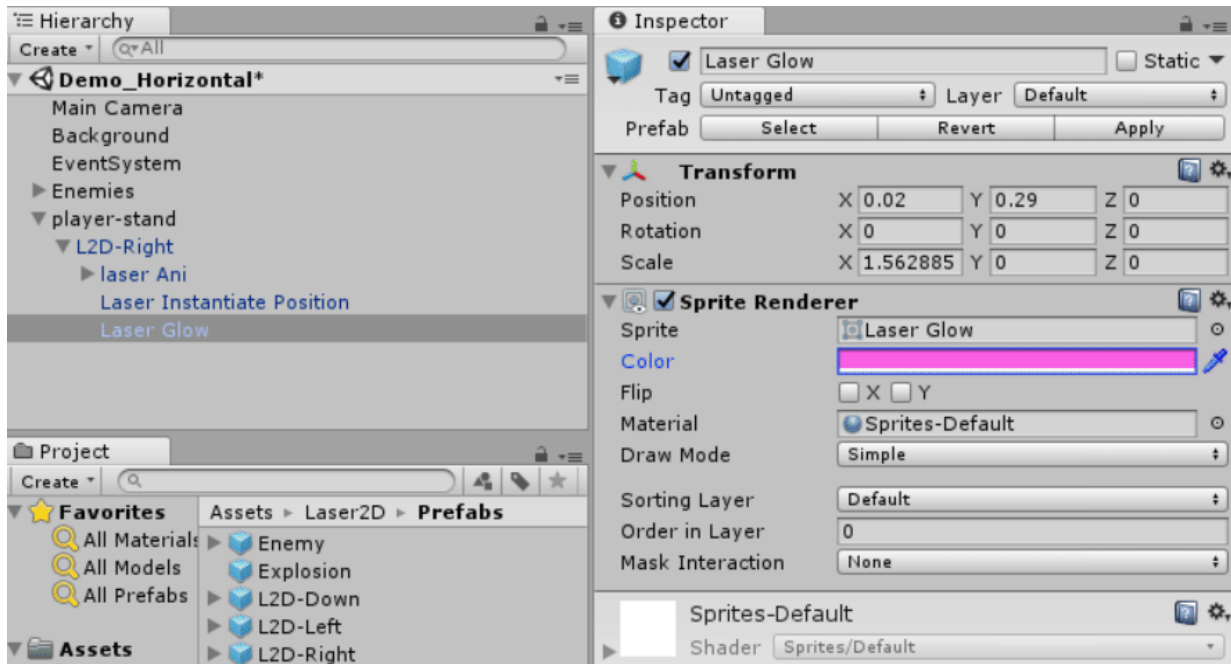 Hierarchy
Create
All
Demo_Horizontal*
Main Camera
Background
EventSystem
Enemies
player-stand
L2D-Right
laser Ani
Laser Instantiate Position
Laser Glow
Project
Create
Favorites
All Materials
All Models
All Prefabs
Assets
Assets ▸ Laser2D ▸ Prefabs
Enemy
Explosion
L2D-Down
L2D-Left
L2D-Right
Inspector
Laser Glow Static
Tag Untagged Layer Default
Prefab Select Revert Apply
Transform
Position X 0.02 Y 0.29 Z 0
Rotation X 0 Y 0 Z 0
Scale X 1.562885 Y 0 Z 0
Sprite Renderer
Sprite Laser Glow
Color
Flip X Y
Material Sprites-Default
Draw Mode Simple
Sorting Layer Default
Order in Layer 0
Mask Interaction None
Sprites-Default
Shader Sprites/Default